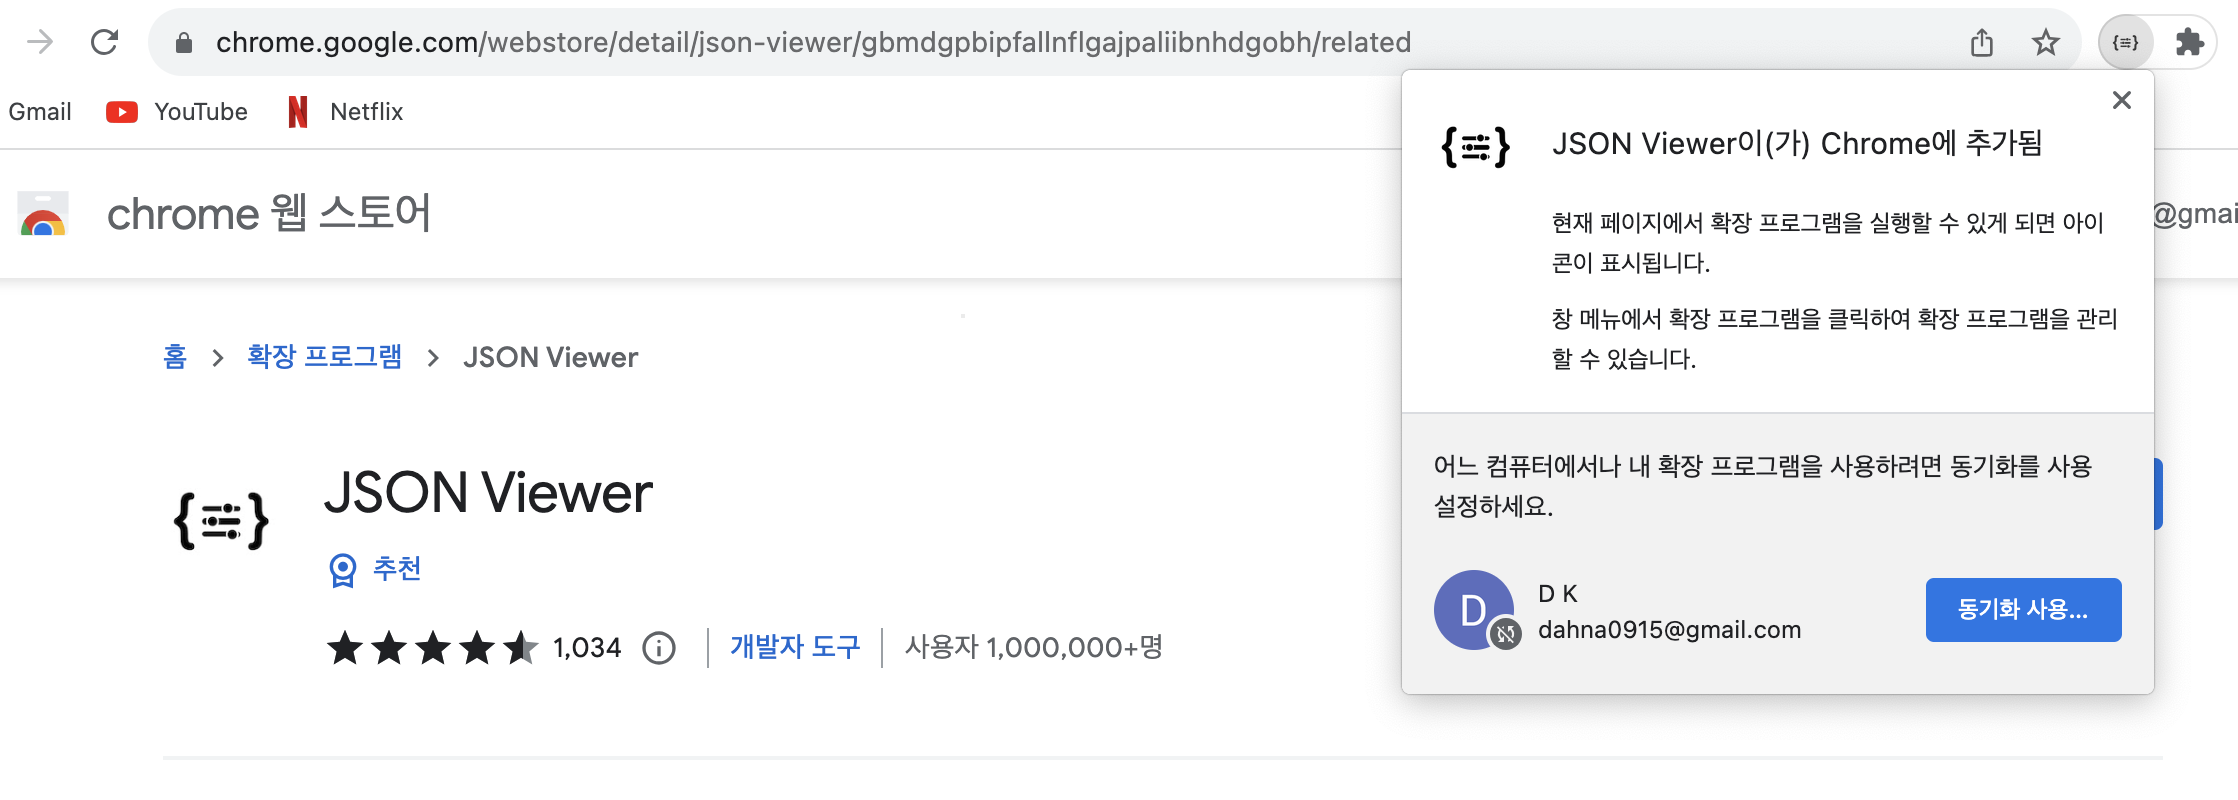 chrome.google.com/webstore/detail/json-viewer/gbmdgpbipfallnflgajpaliibnhdgobh/related
Gmail YouTube Netflix
chrome 웹 스토어
@gmai
홈 > 확장 프로그램 > JSON Viewer
JSON Viewer
추천
1,034 개발자 도구 사용자 1,000,000+명
JSON Viewer이(가) Chrome에 추가됨
현재 페이지에서 확장 프로그램을 실행할 수 있게 되면 아이
콘이 표시됩니다.
창 메뉴에서 확장 프로그램을 클릭하여 확장 프로그램을 관리
할 수 있습니다.
어느 컴퓨터에서나 내 확장 프로그램을 사용하려면 동기화를 사용
설정하세요.
D
D K
dahna0915@gmail.com
동기화 사용...